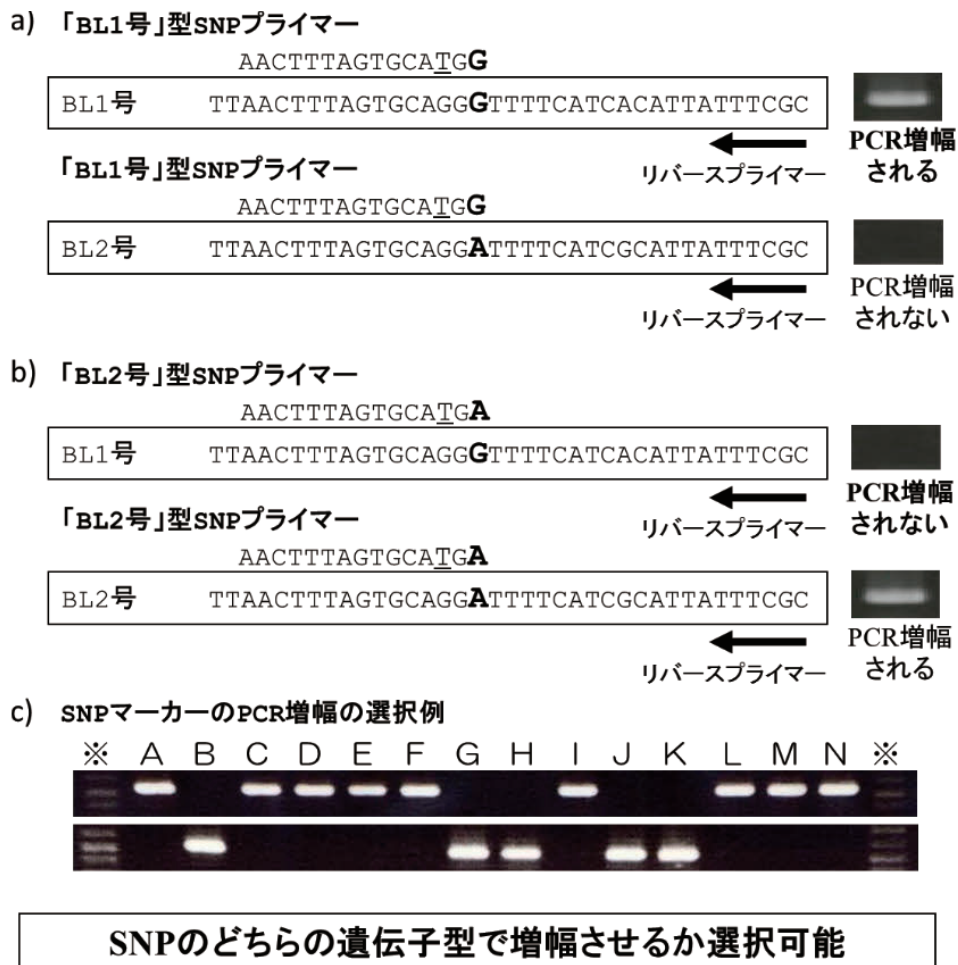 a) 「BL1号」型SNPプライマー
AACTTTAGTGCATGG
BL1号 TTAACTTTAGTGCAGGGTTTTCATCACATTATTTCGC
リバースプライマー
PCR増幅
される
「BL1号」型SNPプライマー
AACTTTAGTGCATGG
BL2号 TTAACTTTAGTGCAGGATTTTCATCGCATTATTTCGC
リバースプライマー
PCR増幅
されない
b) 「BL2号」型SNPプライマー
AACTTTAGTGCATGA
BL1号 TTAACTTTAGTGCAGGGTTTTCATCACATTATTTCGC
リバースプライマー
PCR増幅
されない
「BL2号」型SNPプライマー
AACTTTAGTGCATGA
BL2号 TTAACTTTAGTGCAGGATTTTCATCGCATTATTTCGC
リバースプライマー
PCR増幅
される
c) SNPマーカーのPCR増幅の選択例
※ A B C D E F G H I J K L M N ※
SNPのどちらの遺伝子型で増幅させるか選択可能